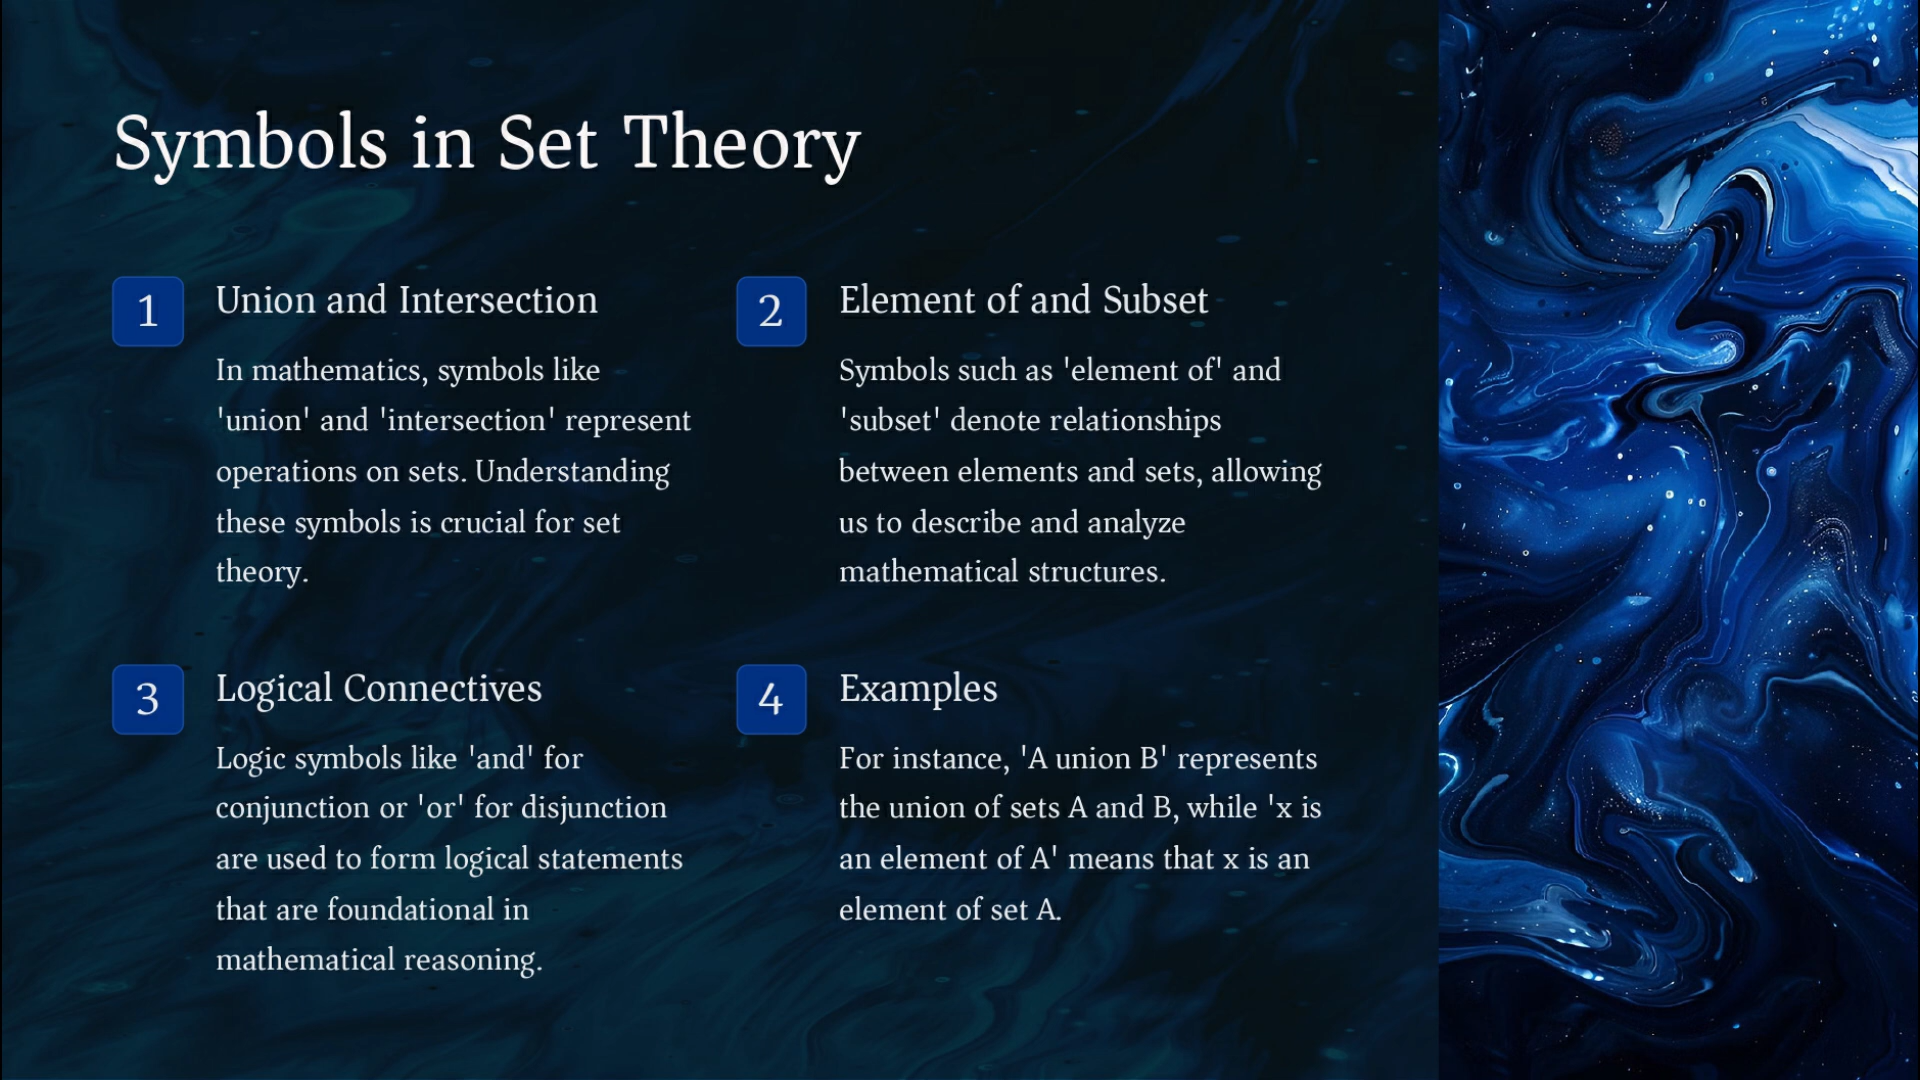 Symbols in Set Theory
1
Union and Intersection
In mathematics, symbols like
'union' and 'intersection' represent
operations on sets. Understanding
these symbols is crucial for set
theory.
2
Element of and Subset
Symbols such as 'element of' and
'subset' denote relationships
between elements and sets, allowing
us to describe and analyze
mathematical structures.
3
Logical Connectives
Logic symbols like 'and' for
conjunction or 'or' for disjunction
are used to form logical statements
that are foundational in
mathematical reasoning.
4
Examples
For instance, 'A union B' represents
the union of sets A and B, while 'x is
an element of A' means that x is an
element of set A.